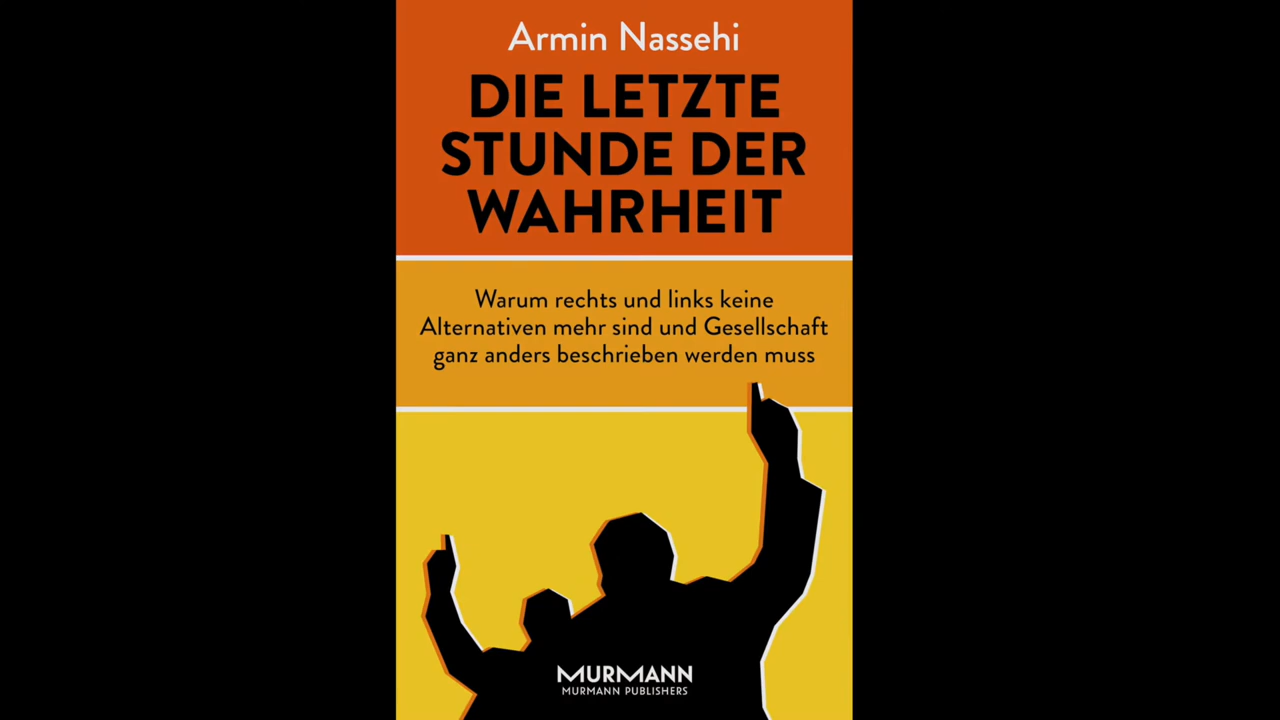 Armin Nassehi
DIE LETZTE
STUNDE DER
WAHRHEIT
Warum rechts und links keine
Alternativen mehr sind und Gesellschaft
ganz anders beschrieben werden muss
MURMANN
MURMANN PUBLISHERS